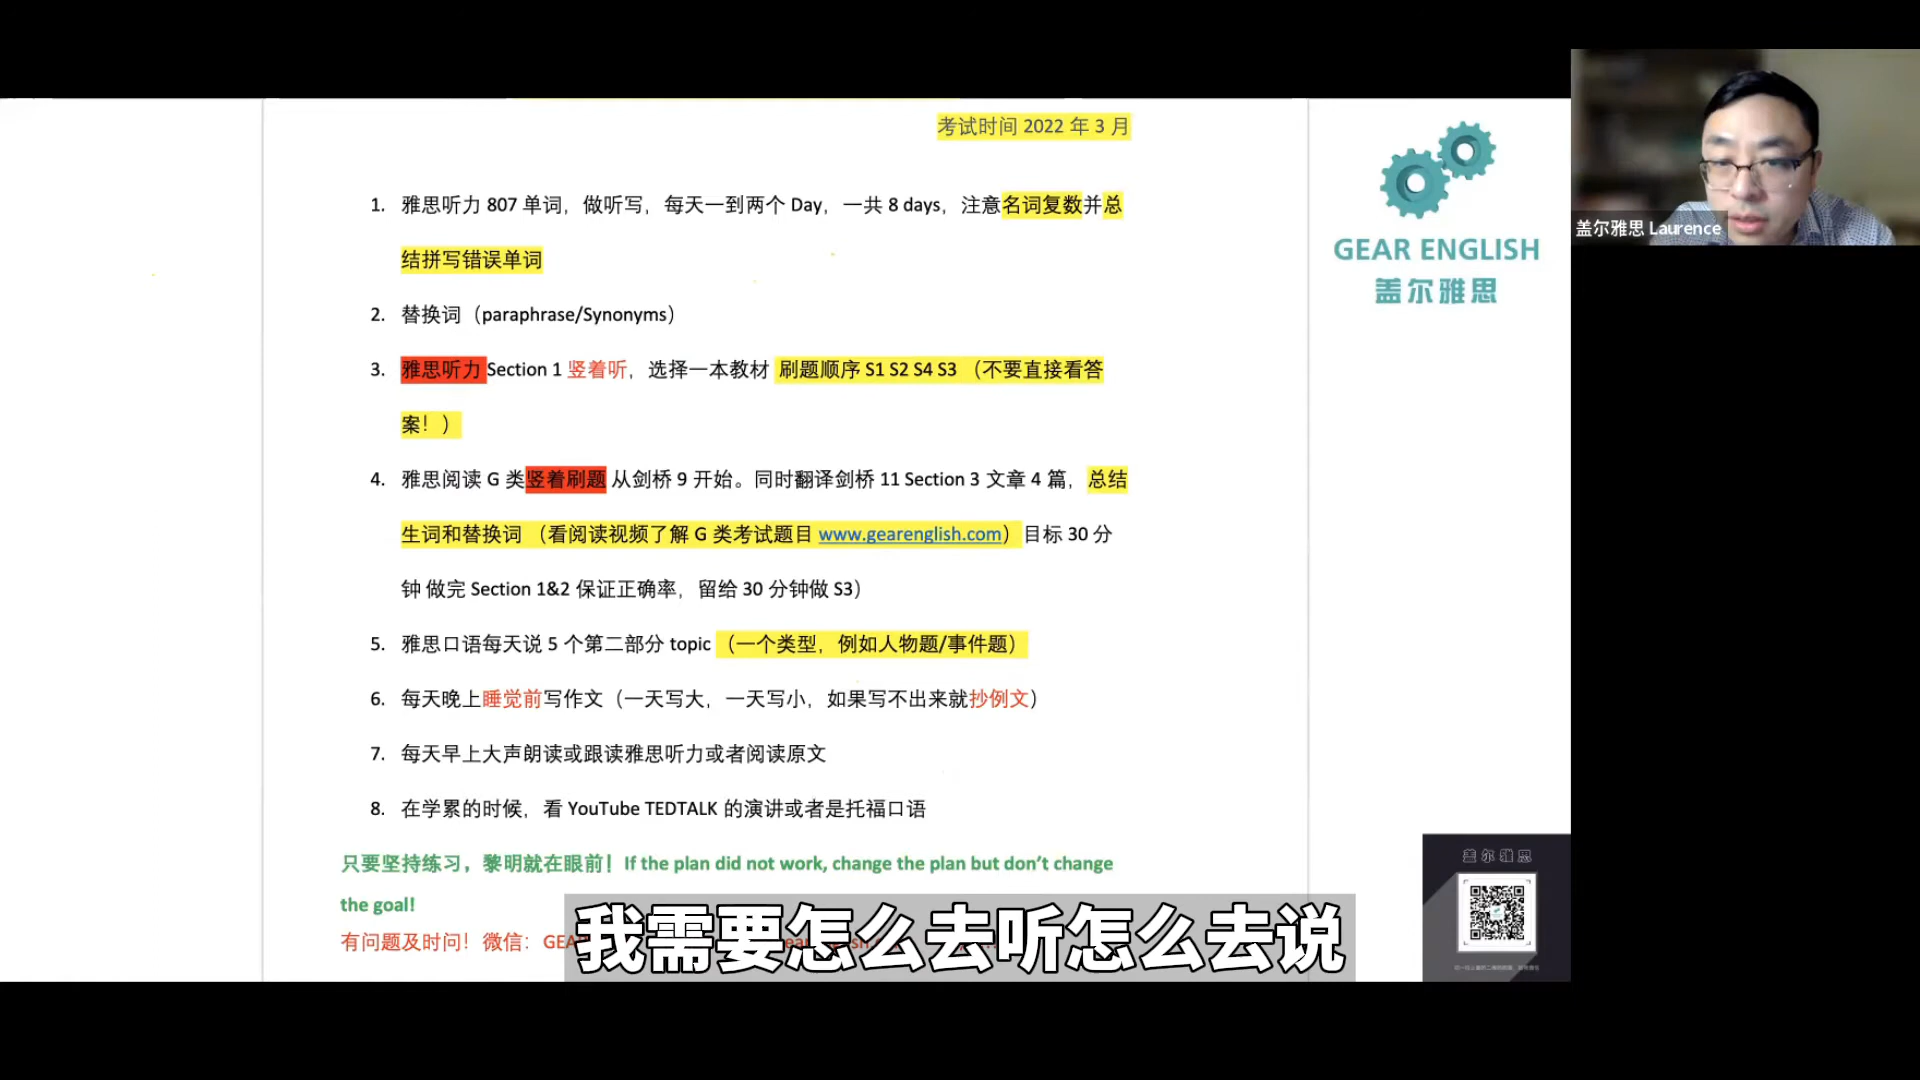 考试时间 2022 年 3 月
1. 雅思听力 807 单词，做听写，每天一到两个 Day，一共 8 days，注意名词复数并总
结拼写错误单词
2. 替换词（paraphrase/Synonyms）
3. 雅思听力 Section 1 竖着听，选择一本教材 刷题顺序 S1 S2 S4 S3 （不要直接看答
案！）
4. 雅思阅读 G 类竖着刷题 从剑桥 9 开始。同时翻译剑桥 11 Section 3 文章 4 篇，总结
生词和替换词 （看阅读视频了解 G 类考试题目 www.gearenglish.com）目标 30 分
钟 做完 Section 1&2 保证正确率，留给 30 分钟做 S3）
5. 雅思口语每天说 5 个第二部分 topic （一个类型，例如人物题/事件题）
6. 每天晚上睡觉前写作文（一天写大，一天写小，如果写不出来就抄例文）
7. 每天早上大声朗读或跟读雅思听力或者阅读原文
8. 在学累的时候，看 YouTube TEDTALK 的演讲或者是托福口语
只要坚持练习，黎明就在眼前！If the plan did not work, change the plan but don’t change
the goal!
有问题及时问！微信：
我需要怎么去听怎么去说
GEAR ENGLISH
盖尔雅思
盖尔雅思 Laurence
盖尔雅思